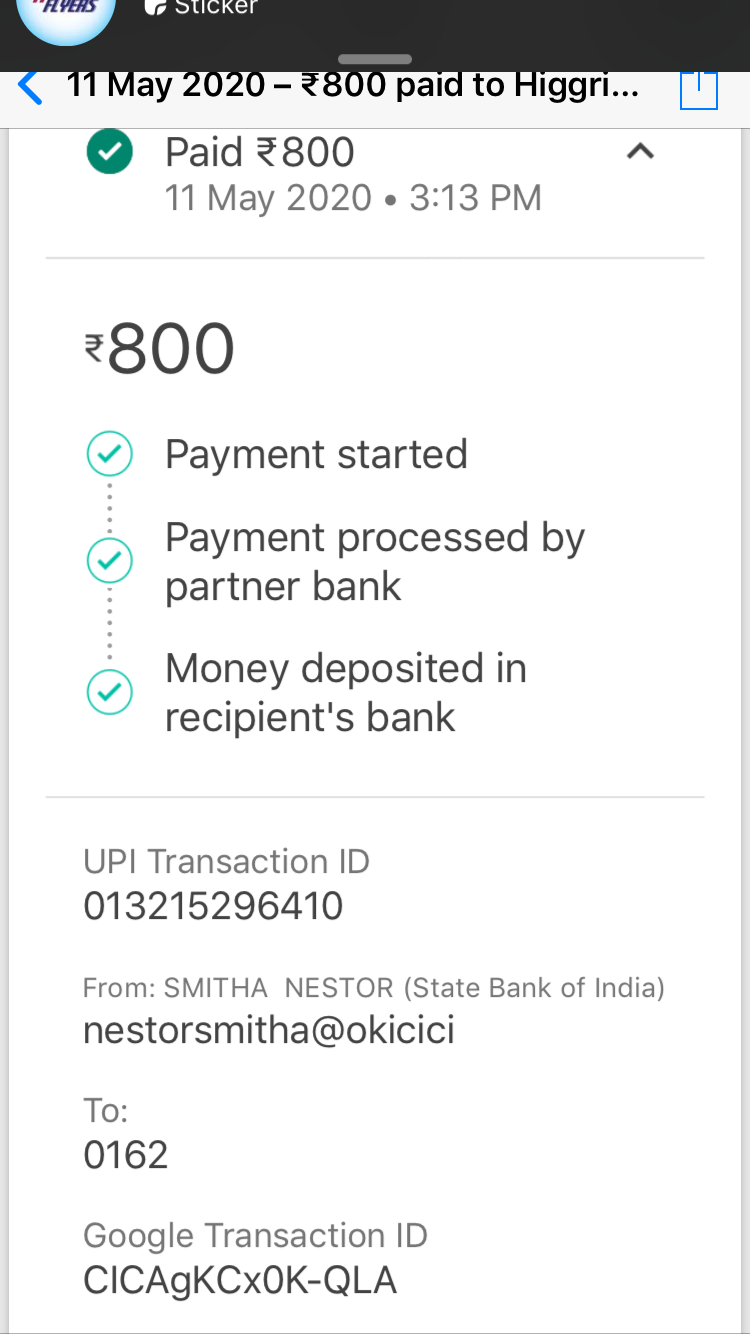 FLYERS
Sticker
11 May 2020 – ₹800 paid to Higgri...
Paid ₹800
11 May 2020 • 3:13 PM
₹800
Payment started
Payment processed by
partner bank
Money deposited in
recipient's bank
UPI Transaction ID
013215296410
From: SMITHA NESTOR (State Bank of India)
nestorsmitha@okicici
To:
0162
Google Transaction ID
CICAgKCx0K-QLA